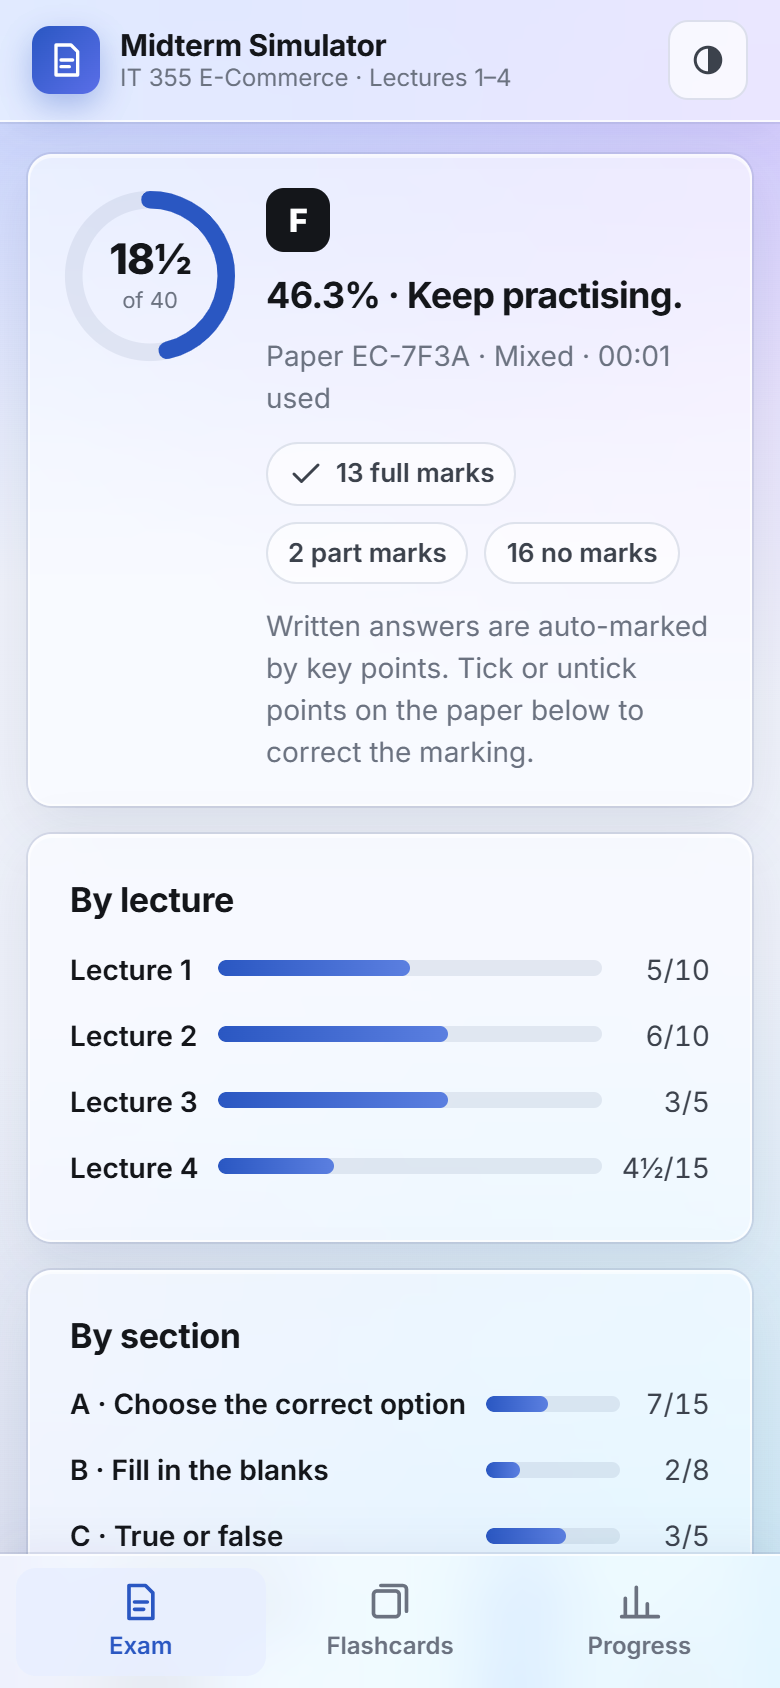 Midterm Simulator
IT 355 E-Commerce · Lectures 1–4
18½
of 40
F
46.3% · Keep practising.
Paper EC-7F3A · Mixed · 00:01
used
13 full marks
2 part marks
16 no marks
Written answers are auto-marked
by key points. Tick or untick
points on the paper below to
correct the marking.
By lecture
Lecture 1 5/10
Lecture 2 6/10
Lecture 3 3/5
Lecture 4 4½/15
By section
A · Choose the correct option 7/15
B · Fill in the blanks 2/8
C · True or false 3/5
Exam
Flashcards
Progress